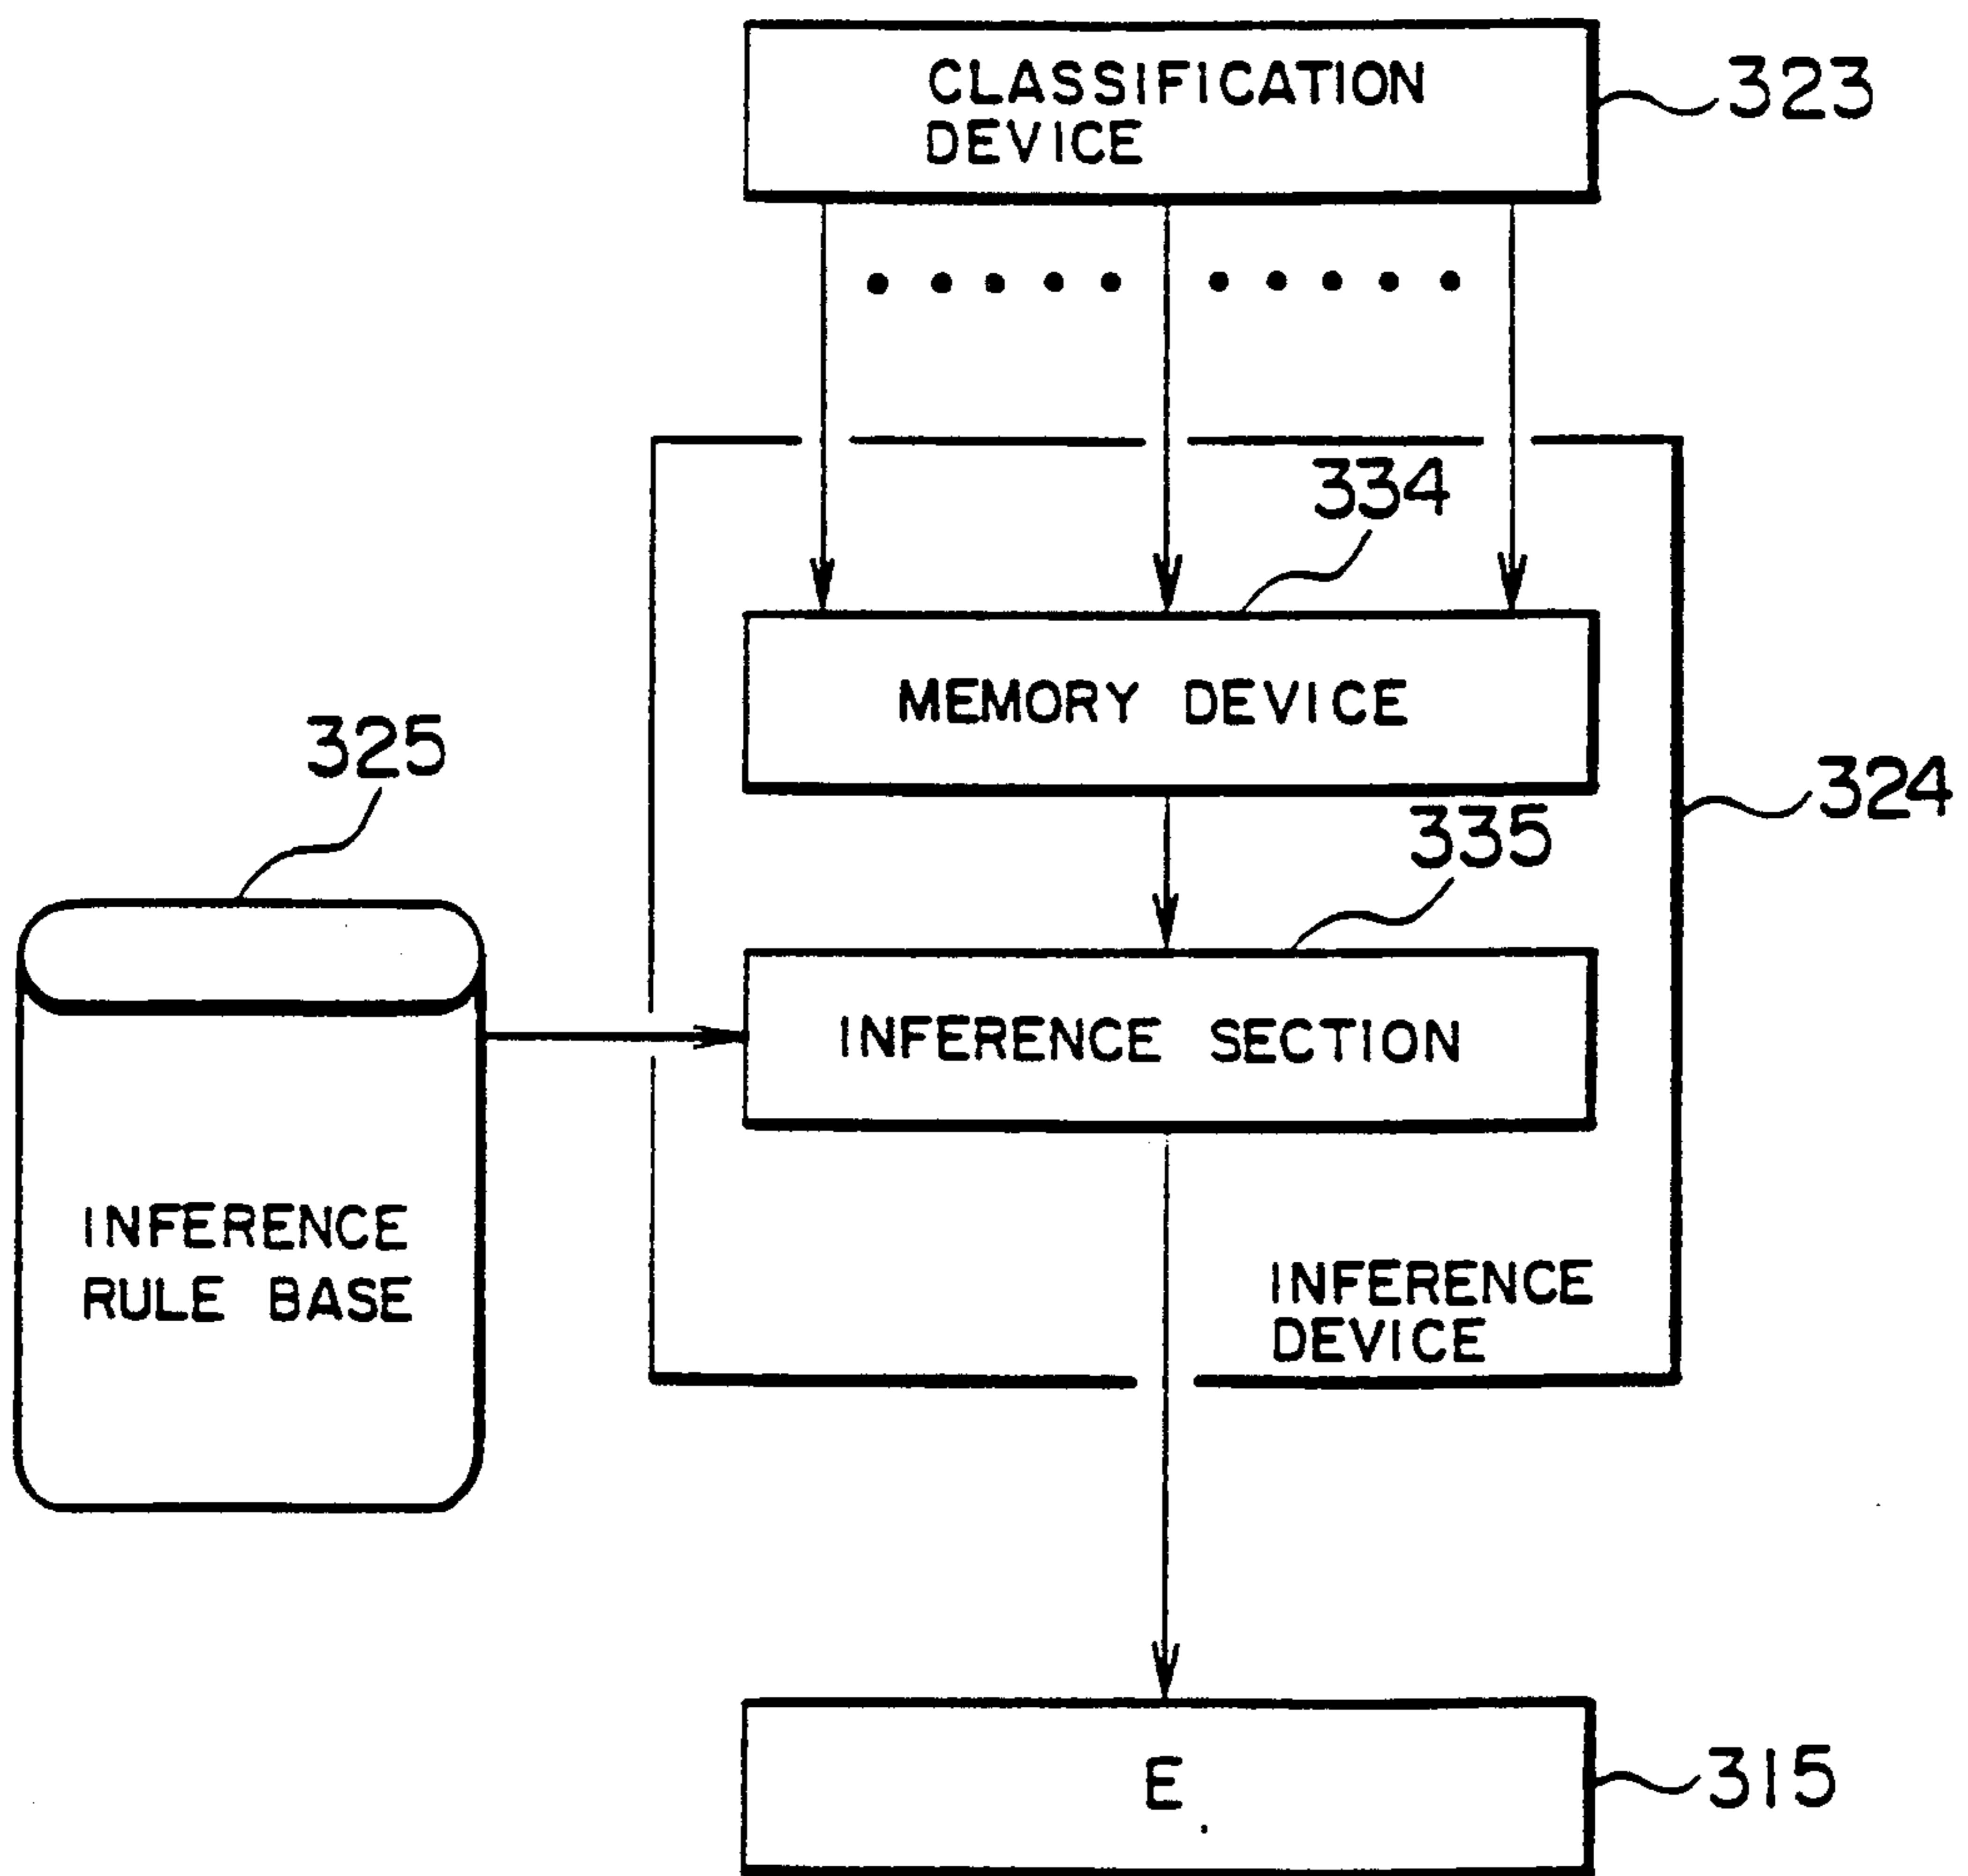 CLASSIFICATION
DEVICE
323
334
MEMORY DEVICE
325
324
335
INFERENCE SECTION
INFERENCE
RULE BASE
INFERENCE
DEVICE
E
315